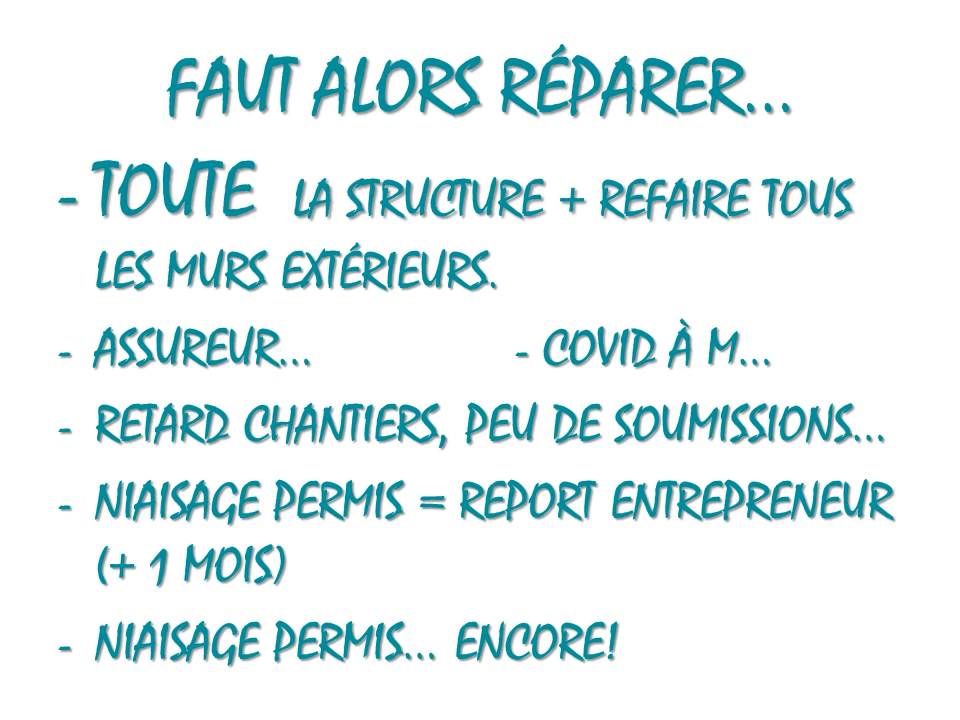 FAUT ALORS RÉPARER...
- TOUTE LA STRUCTURE + REFAIRE TOUS
LES MURS EXTÉRIEURS.
- ASSUREUR... - COVID À M...
- RETARD CHANTIERS, PEU DE SOUMISSIONS...
- NIAISAGE PERMIS = REPORT ENTREPRENEUR
(+ 1 MOIS)
- NIAISAGE PERMIS... ENCORE!